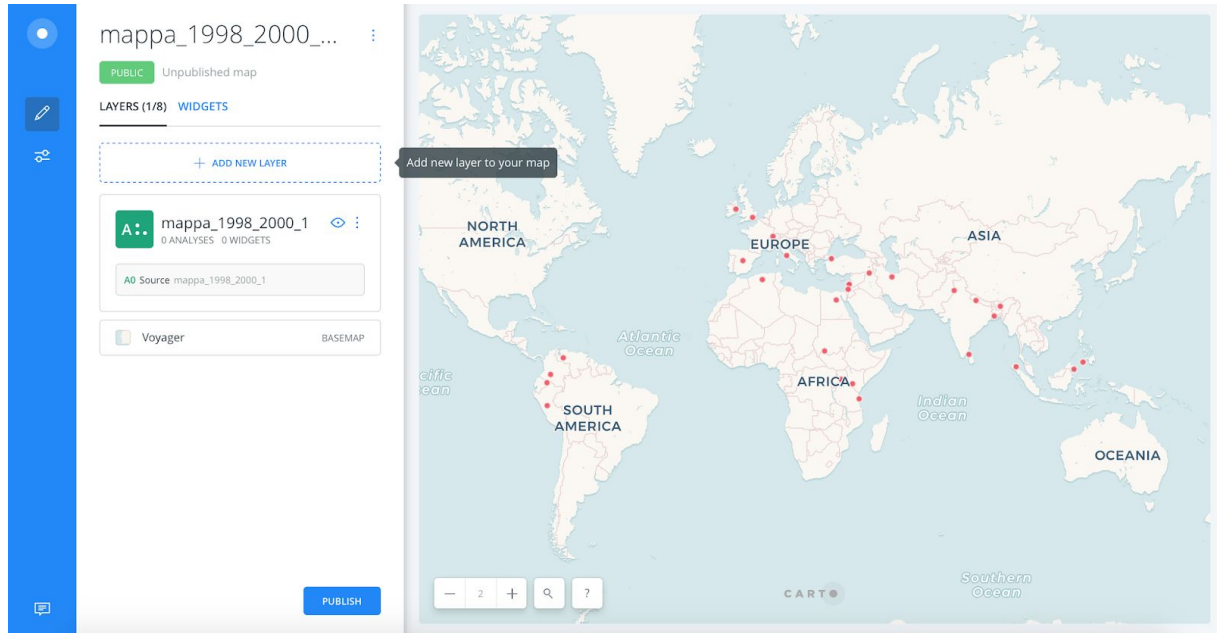 mappa_1998_2000_...
PUBLIC Unpublished map
LAYERS (1/8) WIDGETS
+ ADD NEW LAYER
Add new layer to your map
A
mappa_1998_2000_1
0 ANALYSES 0 WIDGETS
A0 Source mappa_1998_2000_1
Voyager BASEMAP
PUBLISH
NORTH
AMERICA
EUROPE
ASIA
Atlantic
Ocean
cific
ean
AFRICA
SOUTH
AMERICA
Indian
Ocean
OCEANIA
Southern
Ocean
− 2 + ?
CARTO